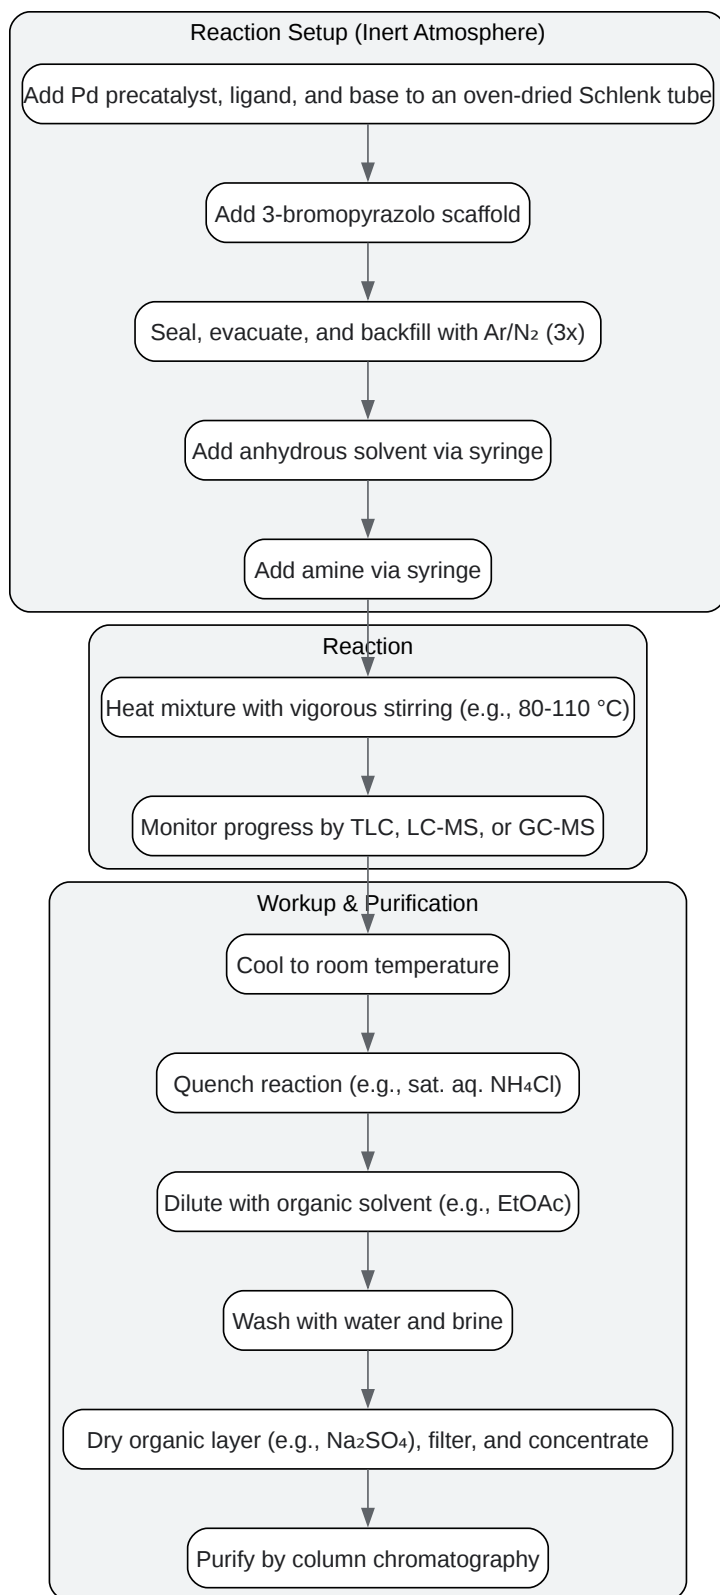 Reaction Setup (Inert Atmosphere)
Add Pd precatalyst, ligand, and base to an oven-dried Schlenk tube
Add 3-bromopyrazolo scaffold
Seal, evacuate, and backfill with Ar/N₂ (3x)
Add anhydrous solvent via syringe
Add amine via syringe
Reaction
Heat mixture with vigorous stirring (e.g., 80-110 °C)
Monitor progress by TLC, LC-MS, or GC-MS
Workup & Purification
Cool to room temperature
Quench reaction (e.g., sat. aq. NH₄Cl)
Dilute with organic solvent (e.g., EtOAc)
Wash with water and brine
Dry organic layer (e.g., Na₂SO₄), filter, and concentrate
Purify by column chromatography